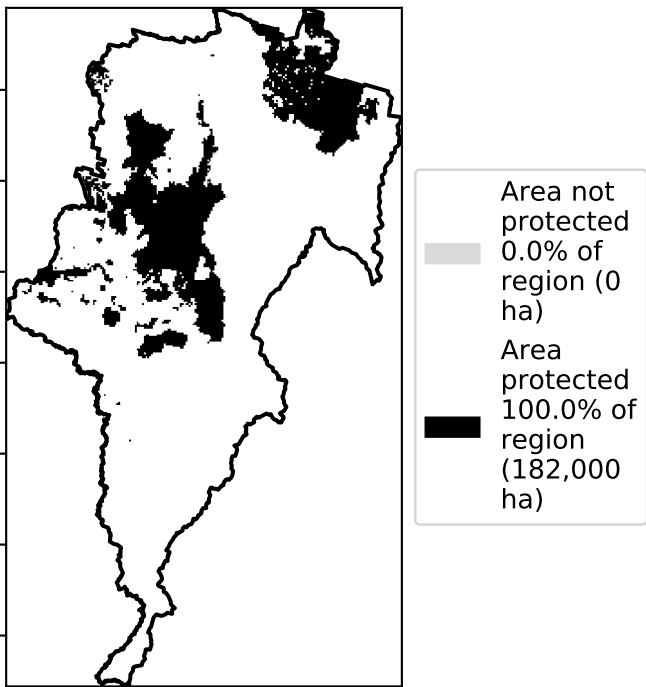 Area not
protected
0.0% of
region (0
ha)
Area
protected
100.0% of
region
(182,000
ha)